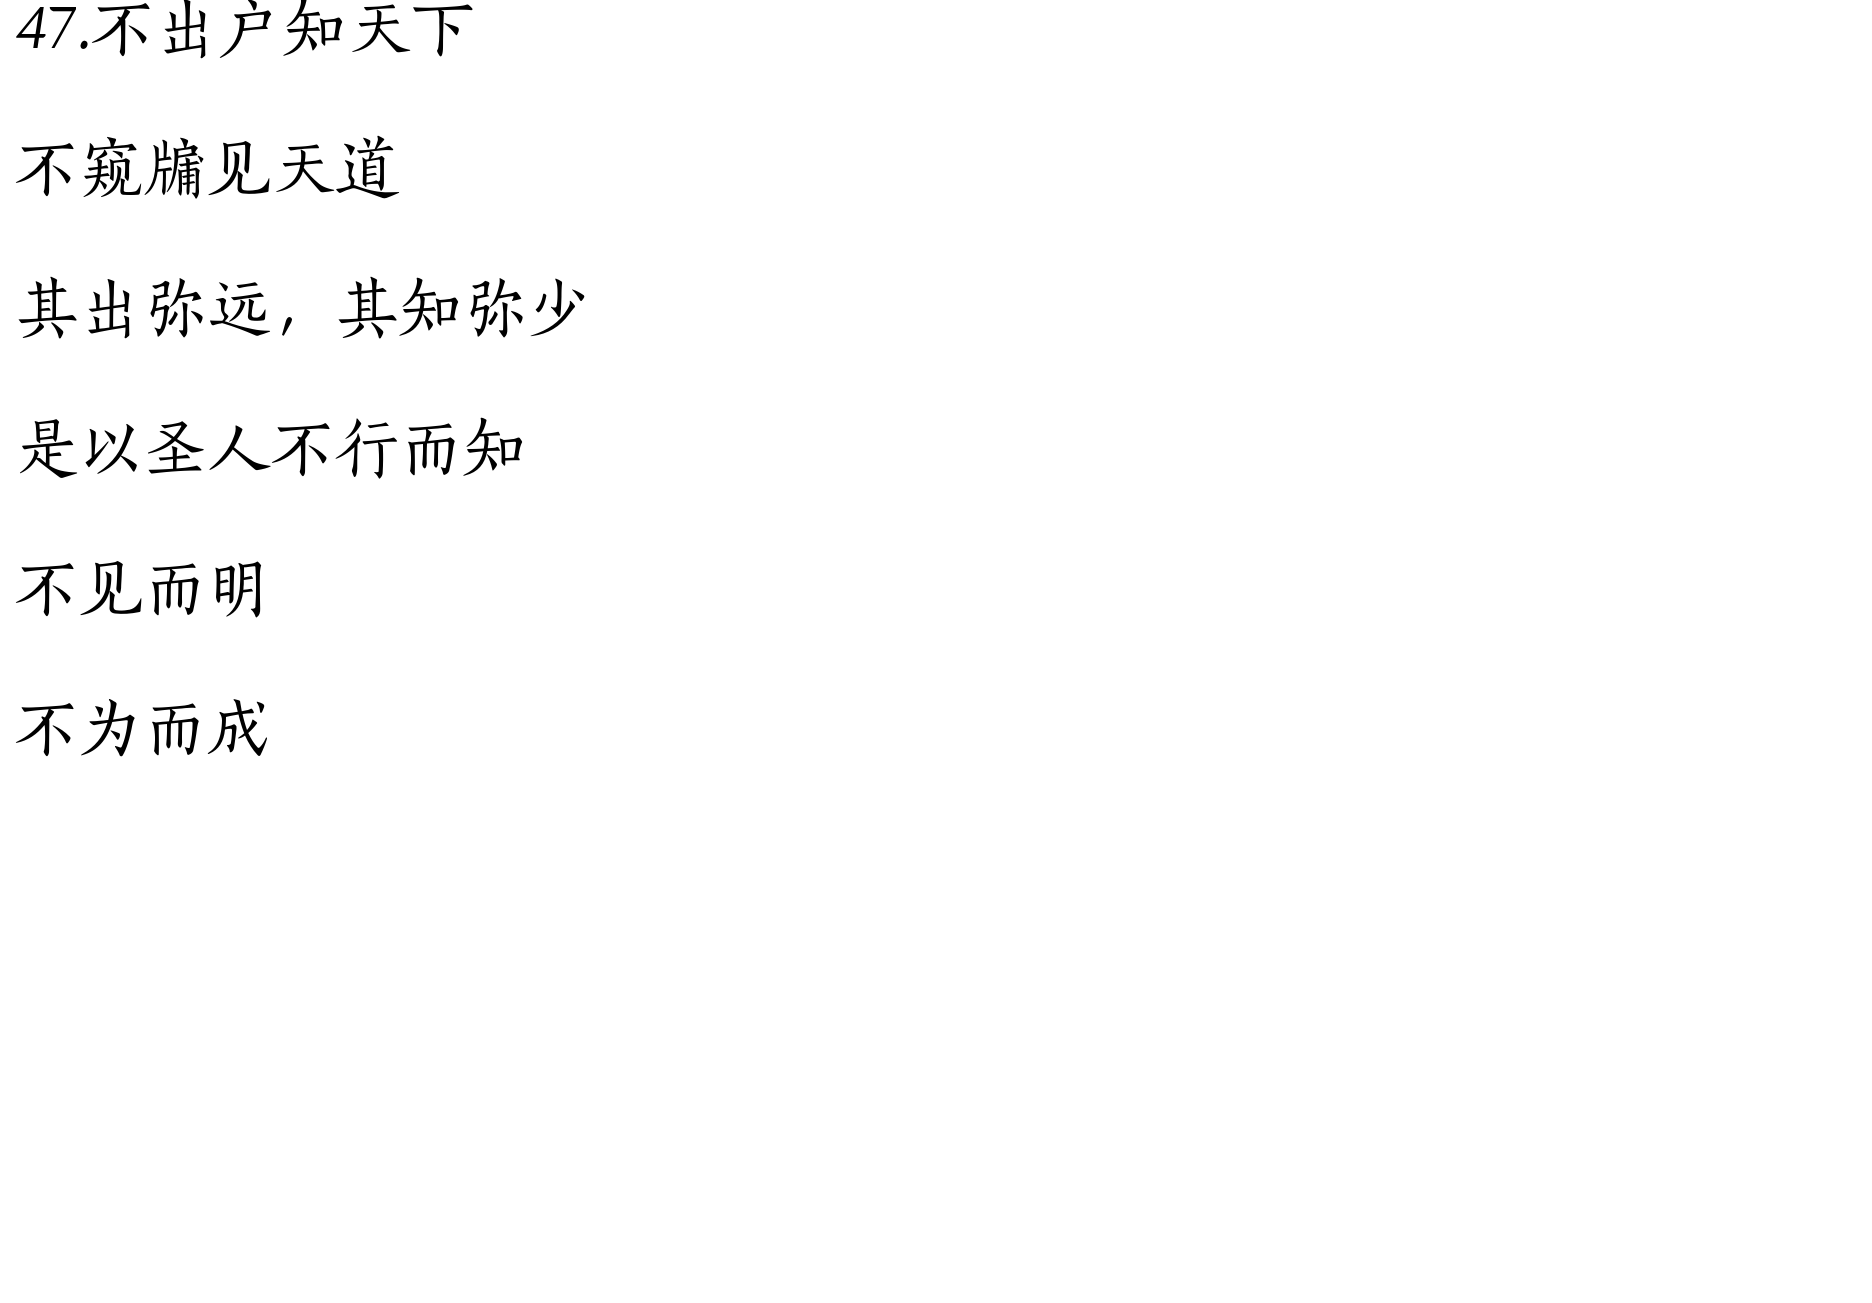 47.不出户知天下
不窥牖见天道
其出弥远，其知弥少
是以圣人不行而知
不见而明
不为而成